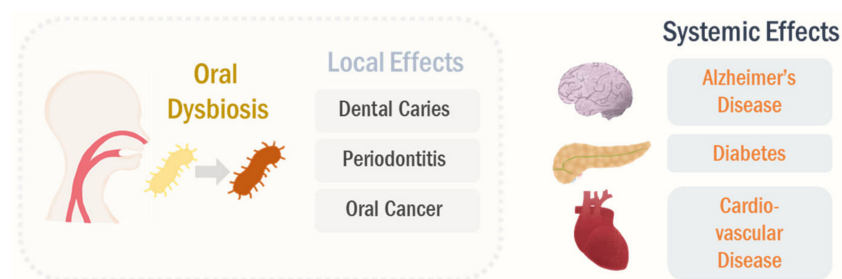 Oral
Dysbiosis
Local Effects
Dental Caries
Periodontitis
Oral Cancer
Systemic Effects
Alzheimer's
Disease
Diabetes
Cardio-
vascular
Disease